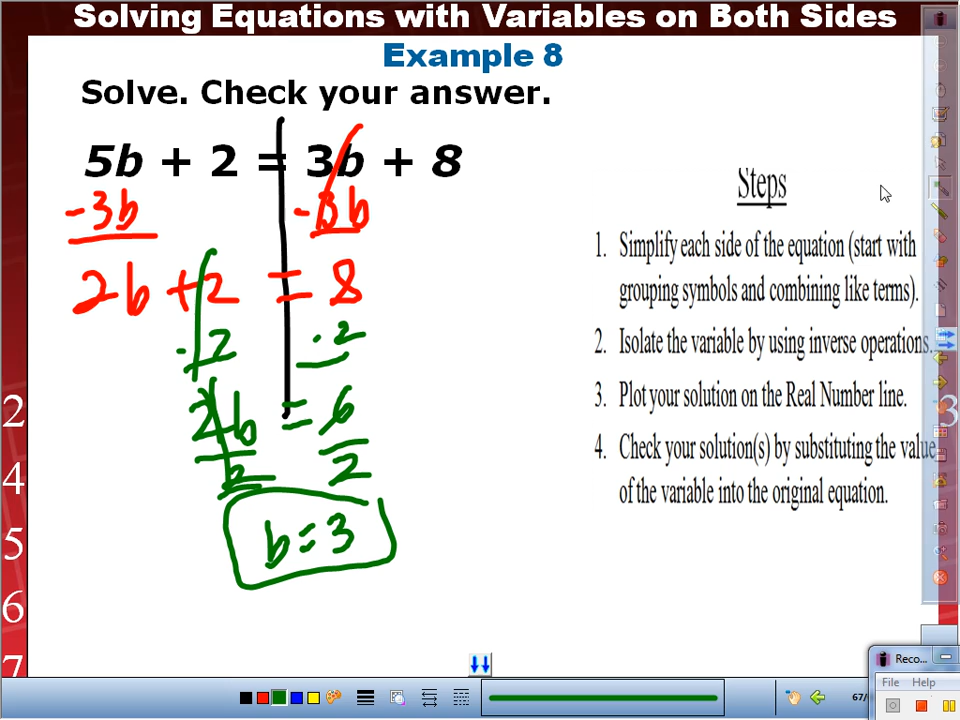 Solving Equations with Variables on Both Sides
Example 8
Solve. Check your answer.
5b + 2 = 3b + 8
-3b -3b
2b + 2 = 8
-2 -2
2b = 6
2 2
b = 3
Steps
1. Simplify each side of the equation (start with
grouping symbols and combining like terms).
2. Isolate the variable by using inverse operations.
3. Plot your solution on the Real Number line.
4. Check your solution(s) by substituting the value
of the variable into the original equation.
2
4
5
6
7
3
67/
Reco...
File Help